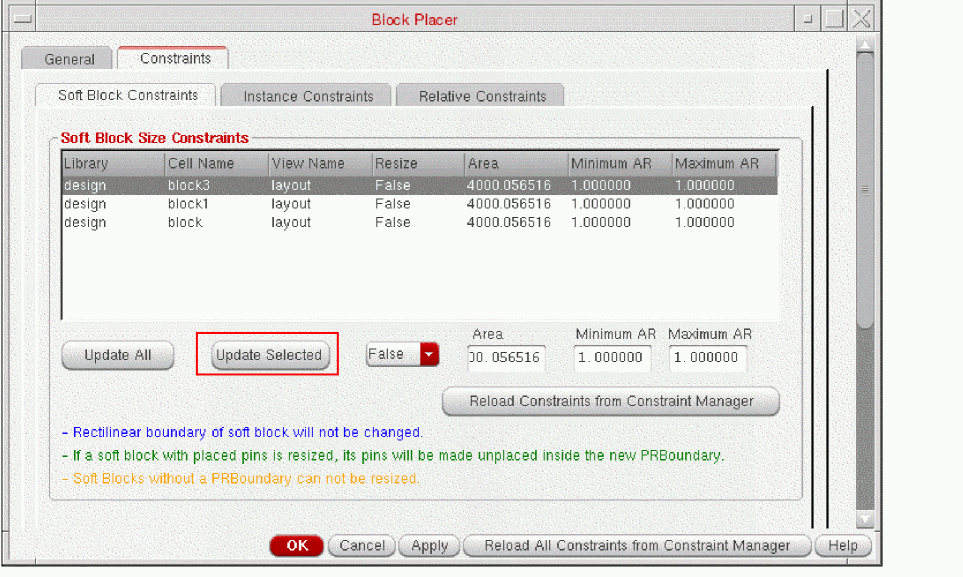 Block Placer
General Constraints
Soft Block Constraints Instance Constraints Relative Constraints
Soft Block Size Constraints
Library Cell Name View Name Resize Area Minimum AR Maximum AR
design block3 layout False 4000.056516 1.000000 1.000000
design block1 layout False 4000.056516 1.000000 1.000000
design block layout False 4000.056516 1.000000 1.000000
Area Minimum AR Maximum AR
Update All Update Selected False 00.056516 1.000000 1.000000
Reload Constraints from Constraint Manager
- Rectilinear boundary of soft block will not be changed.
- If a soft block with placed pins is resized, its pins will be made unplaced inside the new PRBoundary.
- Soft Blocks without a PRBoundary can not be resized.
OK Cancel Apply Reload All Constraints from Constraint Manager Help